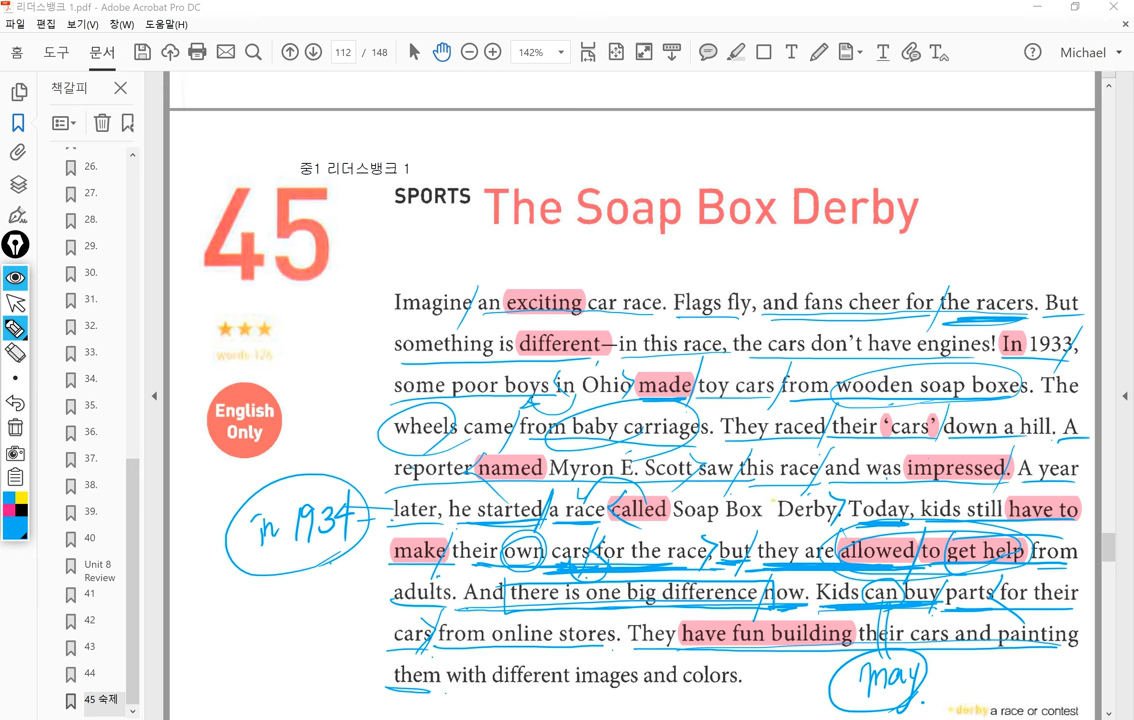 리더스뱅크 1.pdf - Adobe Acrobat Pro DC
파일 편집 보기(V) 창(W) 도움말(H)
홈 도구 문서 112 / 148 142% Michael
책갈피
26.
27.
28.
29.
30.
31.
32.
33.
34.
35.
36.
37.
38.
39.
40
Unit 8
Review
41
42
43
44
45 숙제
중1 리더스뱅크 1
45 SPORTS The Soap Box Derby
words·126
English
Only
Imagine an exciting car race. Flags fly, and fans cheer for the racers. But
something is different—in this race, the cars don't have engines! In 1933,
some poor boys in Ohio made toy cars from wooden soap boxes. The
wheels came from baby carriages. They raced their 'cars' down a hill. A
reporter named Myron E. Scott saw this race and was impressed. A year
later, he started a race called Soap Box *Derby. Today, kids still have to
make their own cars for the race, but they are allowed to get help from
adults. And there is one big difference now. Kids can buy parts for their
cars from online stores. They have fun building their cars and painting
them with different images and colors.
in 1934
may
*derby a race or contest